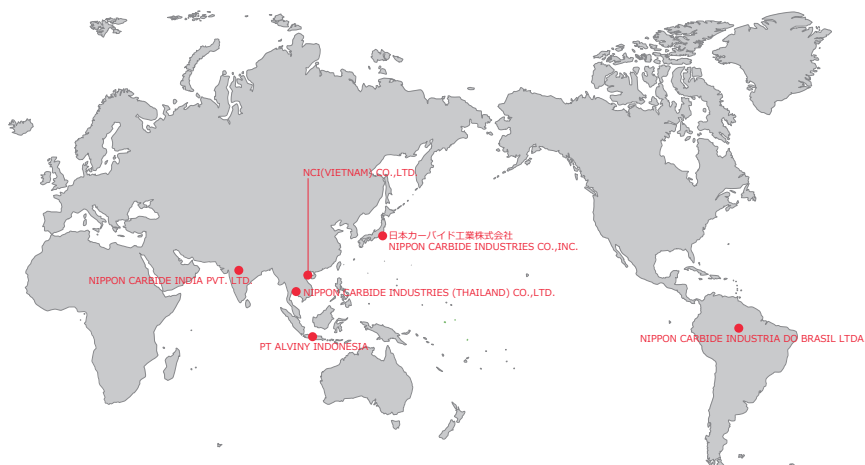 NCI(VIETNAM) CO.,LTD.
日本カーバイド工業株式会社
NIPPON CARBIDE INDUSTRIES CO.,INC.
NIPPON CARBIDE INDIA PVT. LTD.
NIPPON CARBIDE INDUSTRIES (THAILAND) CO.,LTD.
PT ALVINY INDONESIA
NIPPON CARBIDE INDUSTRIA DO BRASIL LTDA